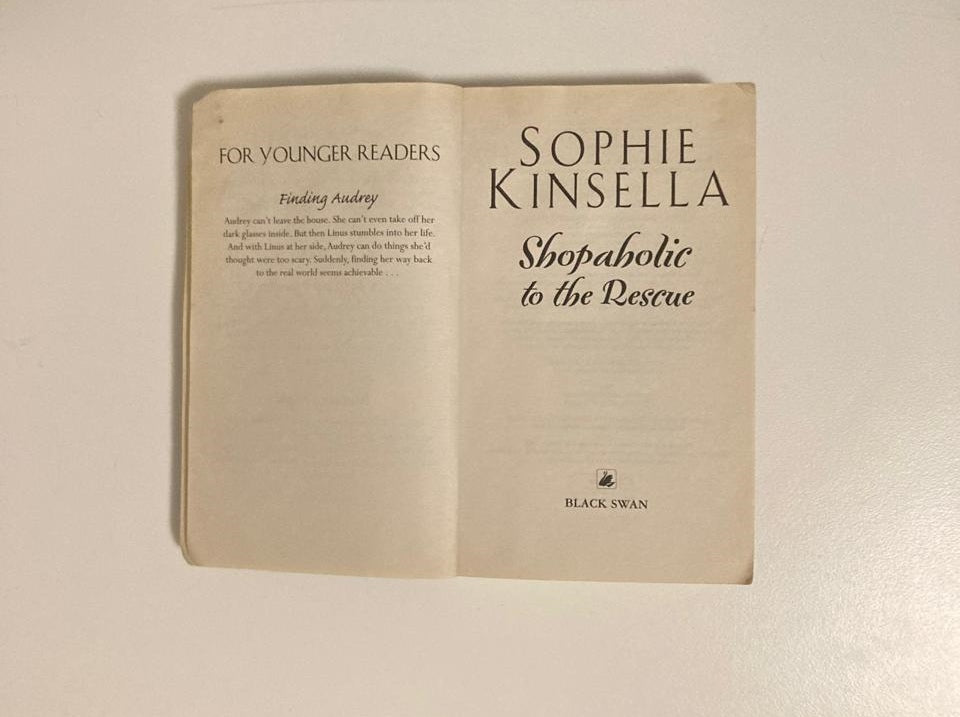 FOR YOUNGER READERS
Finding Audrey
Audrey can't leave the house. She can't even take off her
dark glasses inside. But then Linus stumbles into her life.
And with Linus at her side, Audrey can do things she'd
thought were too scary. Suddenly, finding her way back
to the real world seems achievable . . .
SOPHIE
KINSELLA
Shopaholic
to the Rescue
BLACK SWAN